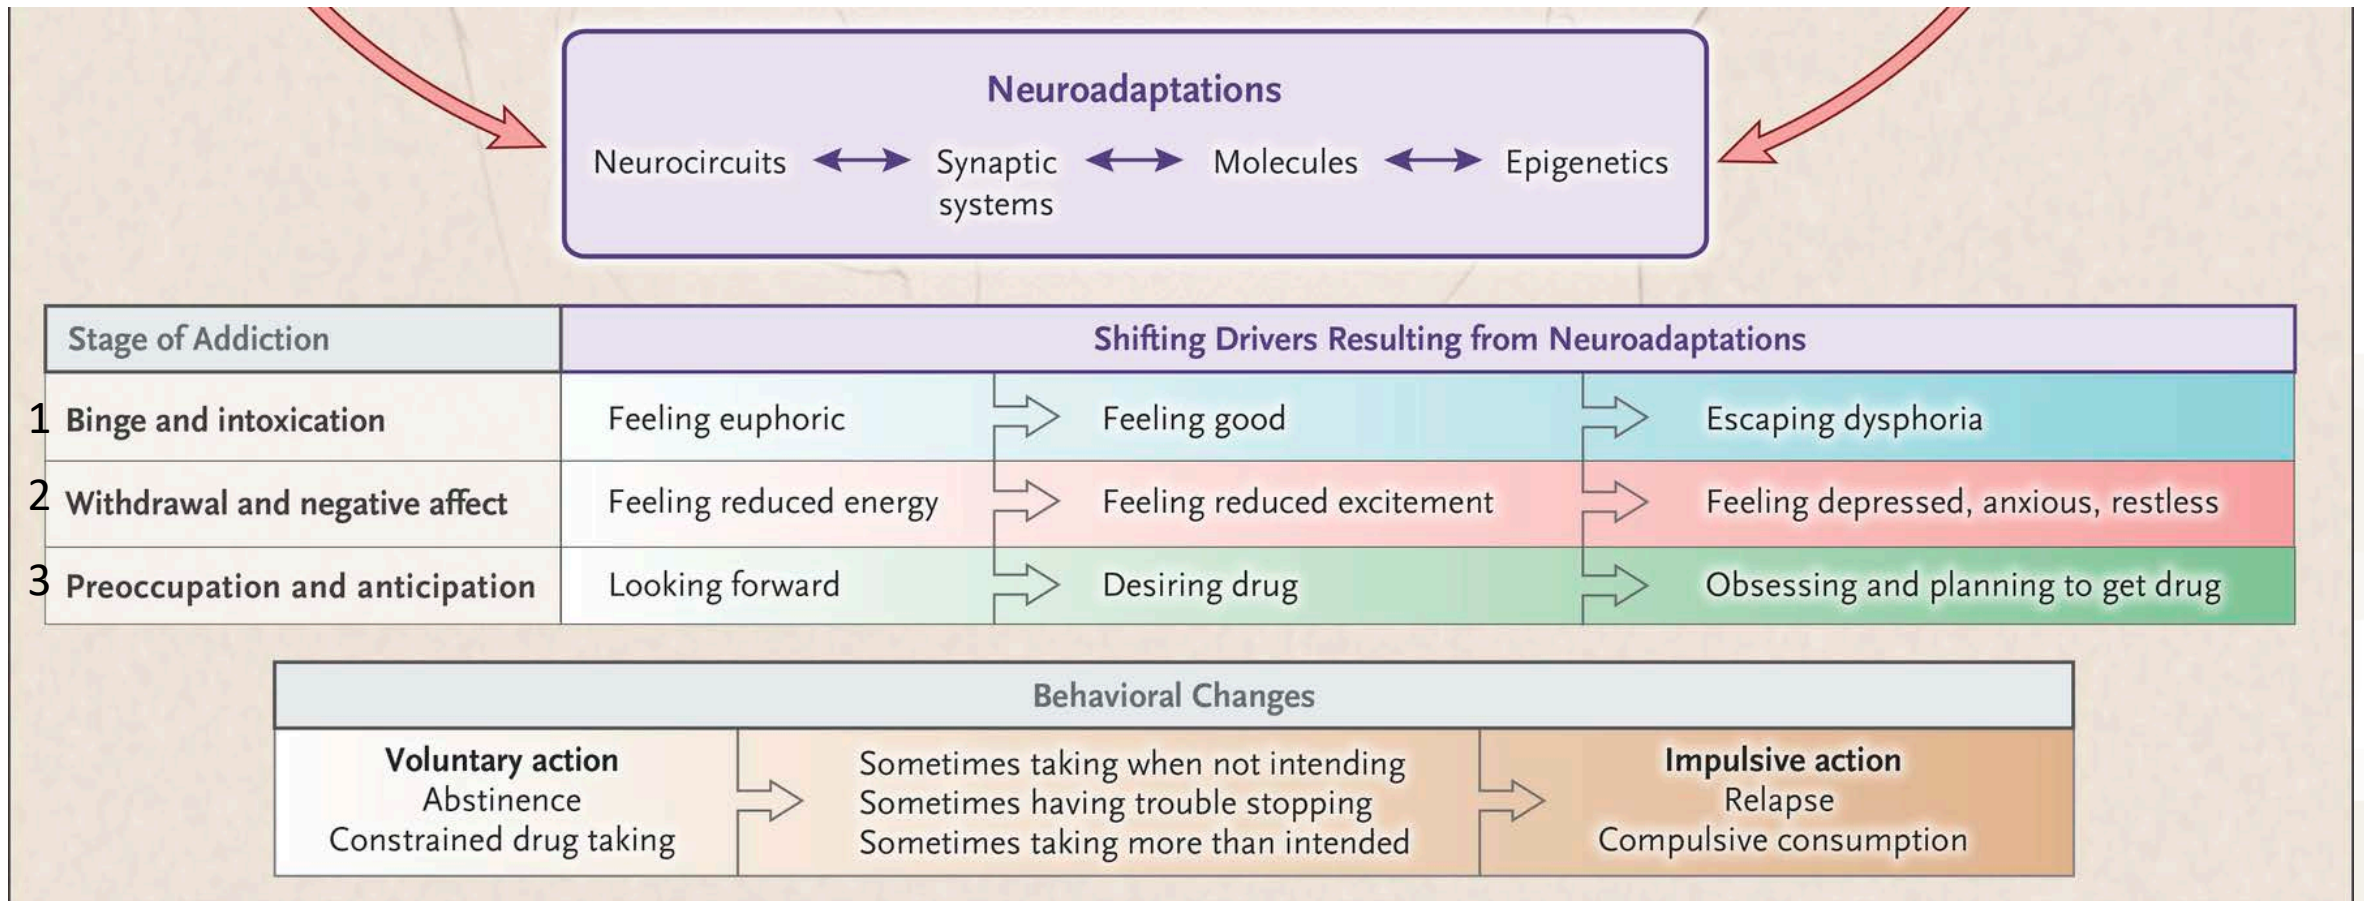 Neuroadaptations
Neurocircuits Synaptic Molecules Epigenetics
systems
Stage of Addiction Shifting Drivers Resulting from Neuroadaptations
1 Binge and intoxication Feeling euphoric Feeling good Escaping dysphoria
2 Withdrawal and negative affect Feeling reduced energy Feeling reduced excitement Feeling depressed, anxious, restless
3 Preoccupation and anticipation Looking forward Desiring drug Obsessing and planning to get drug
Behavioral Changes
Voluntary action
Abstinence
Constrained drug taking
Sometimes taking when not intending
Sometimes having trouble stopping
Sometimes taking more than intended
Impulsive action
Relapse
Compulsive consumption